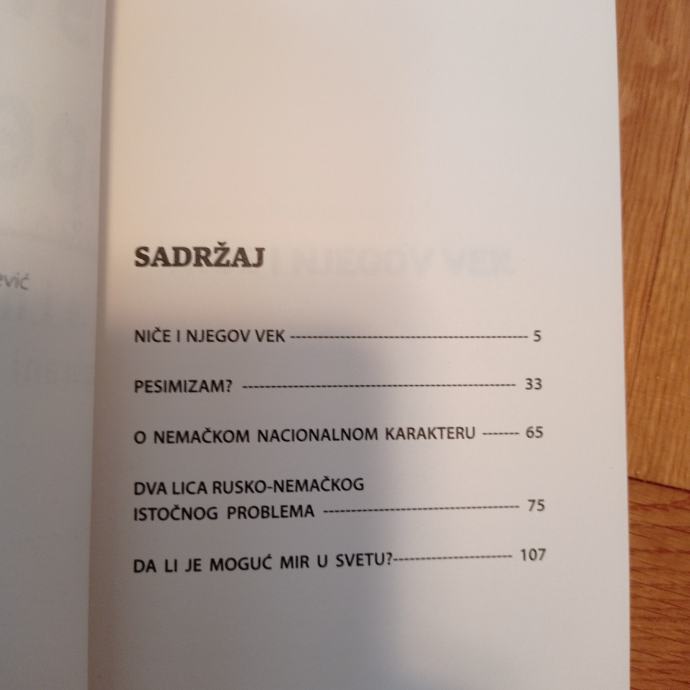 ević
SADRŽAJ
NIČE I NJEGOV VEK ------------------------------------------ 5
PESIMIZAM? ------------------------------------------------ 33
O NEMAČKOM NACIONALNOM KARAKTERU ------- 65
DVA LICA RUSKO-NEMAČKOG
ISTOČNOG PROBLEMA ----------------------------------- 75
DA LI JE MOGUĆ MIR U SVETU?--------------------- 107